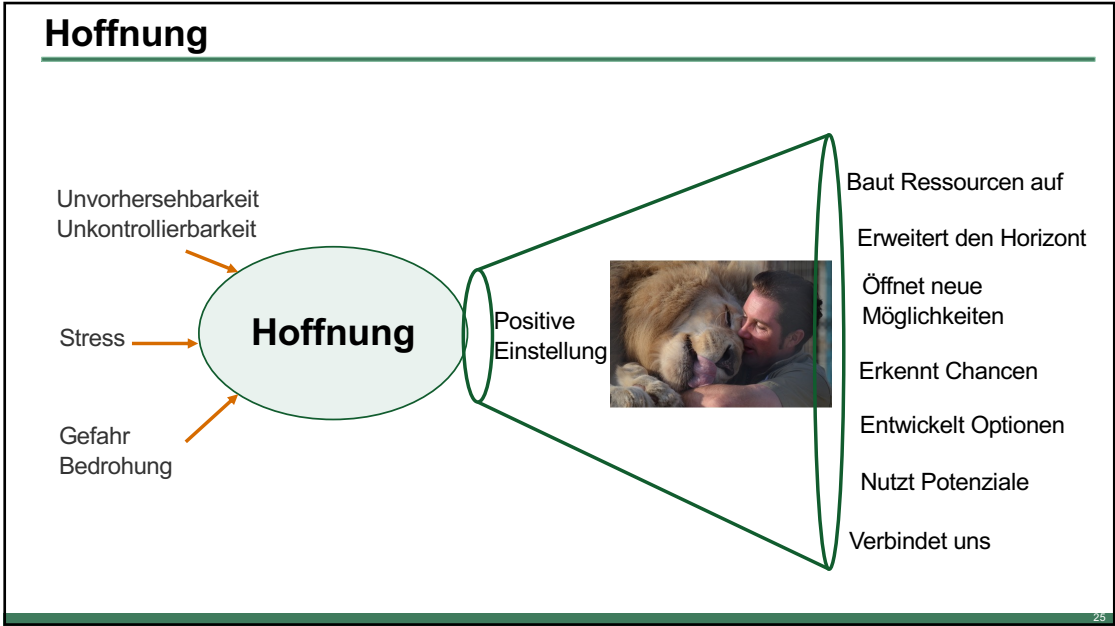 Hoffnung
Unvorhersehbarkeit
Unkontrollierbarkeit
Stress
Gefahr
Bedrohung
Hoffnung
Positive
Einstellung
Baut Ressourcen auf
Erweitert den Horizont
Öffnet neue
Möglichkeiten
Erkennt Chancen
Entwickelt Optionen
Nutzt Potenziale
Verbindet uns
25